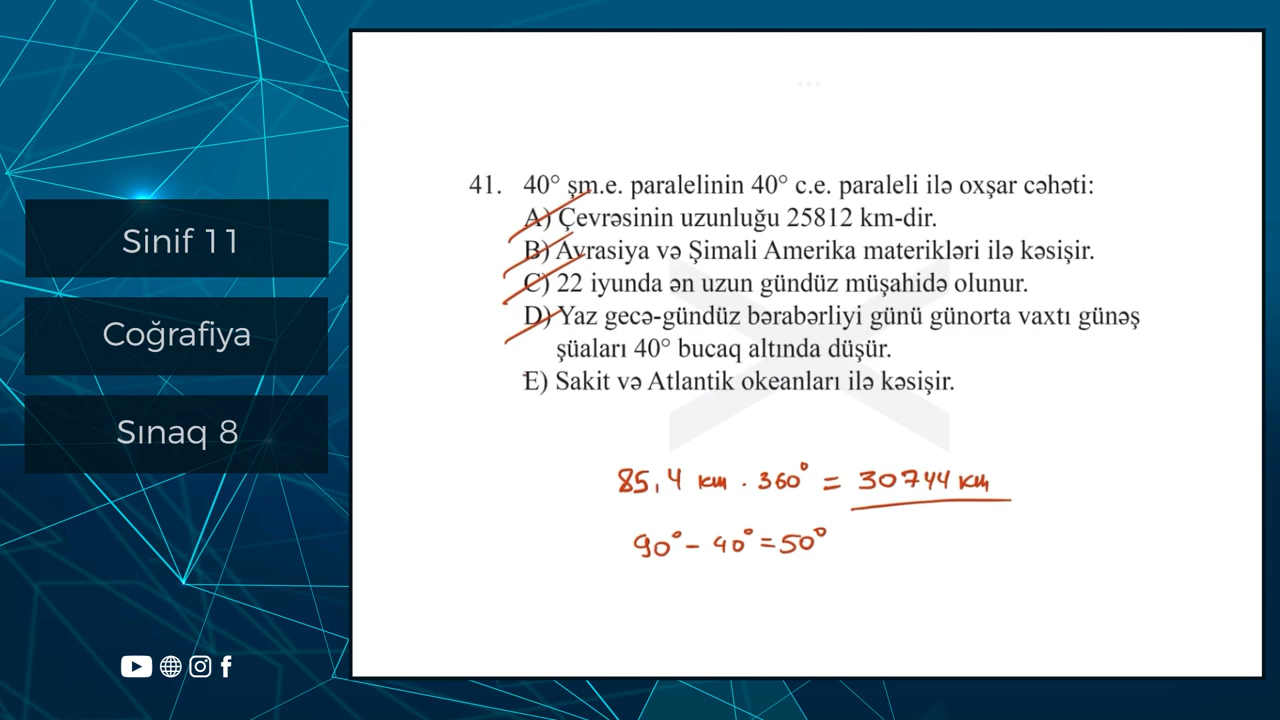 Sinif 11
Coğrafiya
Sınaq 8
41. 40° şm.e. paralelinin 40° c.e. paraleli ilə oxşar cəhəti:
A) Çevrəsinin uzunluğu 25812 km-dir.
B) Avrasiya və Şimali Amerika materikləri ilə kəsişir.
C) 22 iyunda ən uzun gündüz müşahidə olunur.
D) Yaz gecə-gündüz bərabərliyi günü günorta vaxtı günəş
şüaları 40° bucaq altında düşür.
E) Sakit və Atlantik okeanları ilə kəsişir.
85,4 км · 360° = 30744 км
90° - 40° = 50°